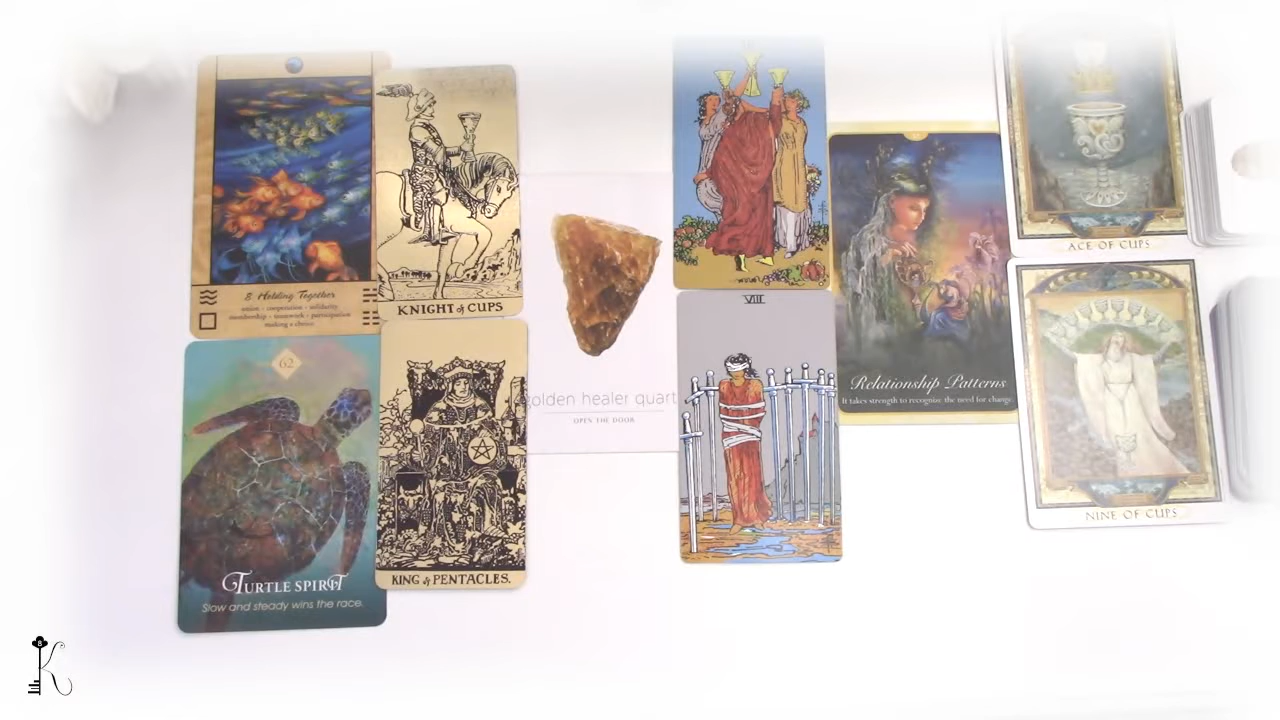 8 Holding Together
union - cooperation - solidarity
membership - teamwork - participation
making a choice
KNIGHT of CUPS
62
TURTLE SPIRIT
Slow and steady wins the race.
KING of PENTACLES.
golden healer quart
OPEN THE DOOR
VIII
Relationship Patterns
It takes strength to recognize the need for change
ACE OF CUPS
NINE OF CUPS
K